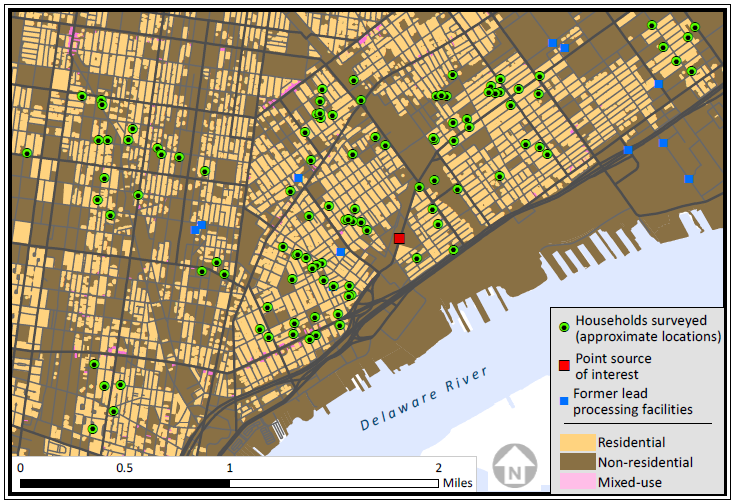 Delaware River
Households surveyed
(approximate locations)
Point source
of interest
Former lead
processing facilities
Residential
Non-residential
Mixed-use
0 0.5 1 2
Miles
N